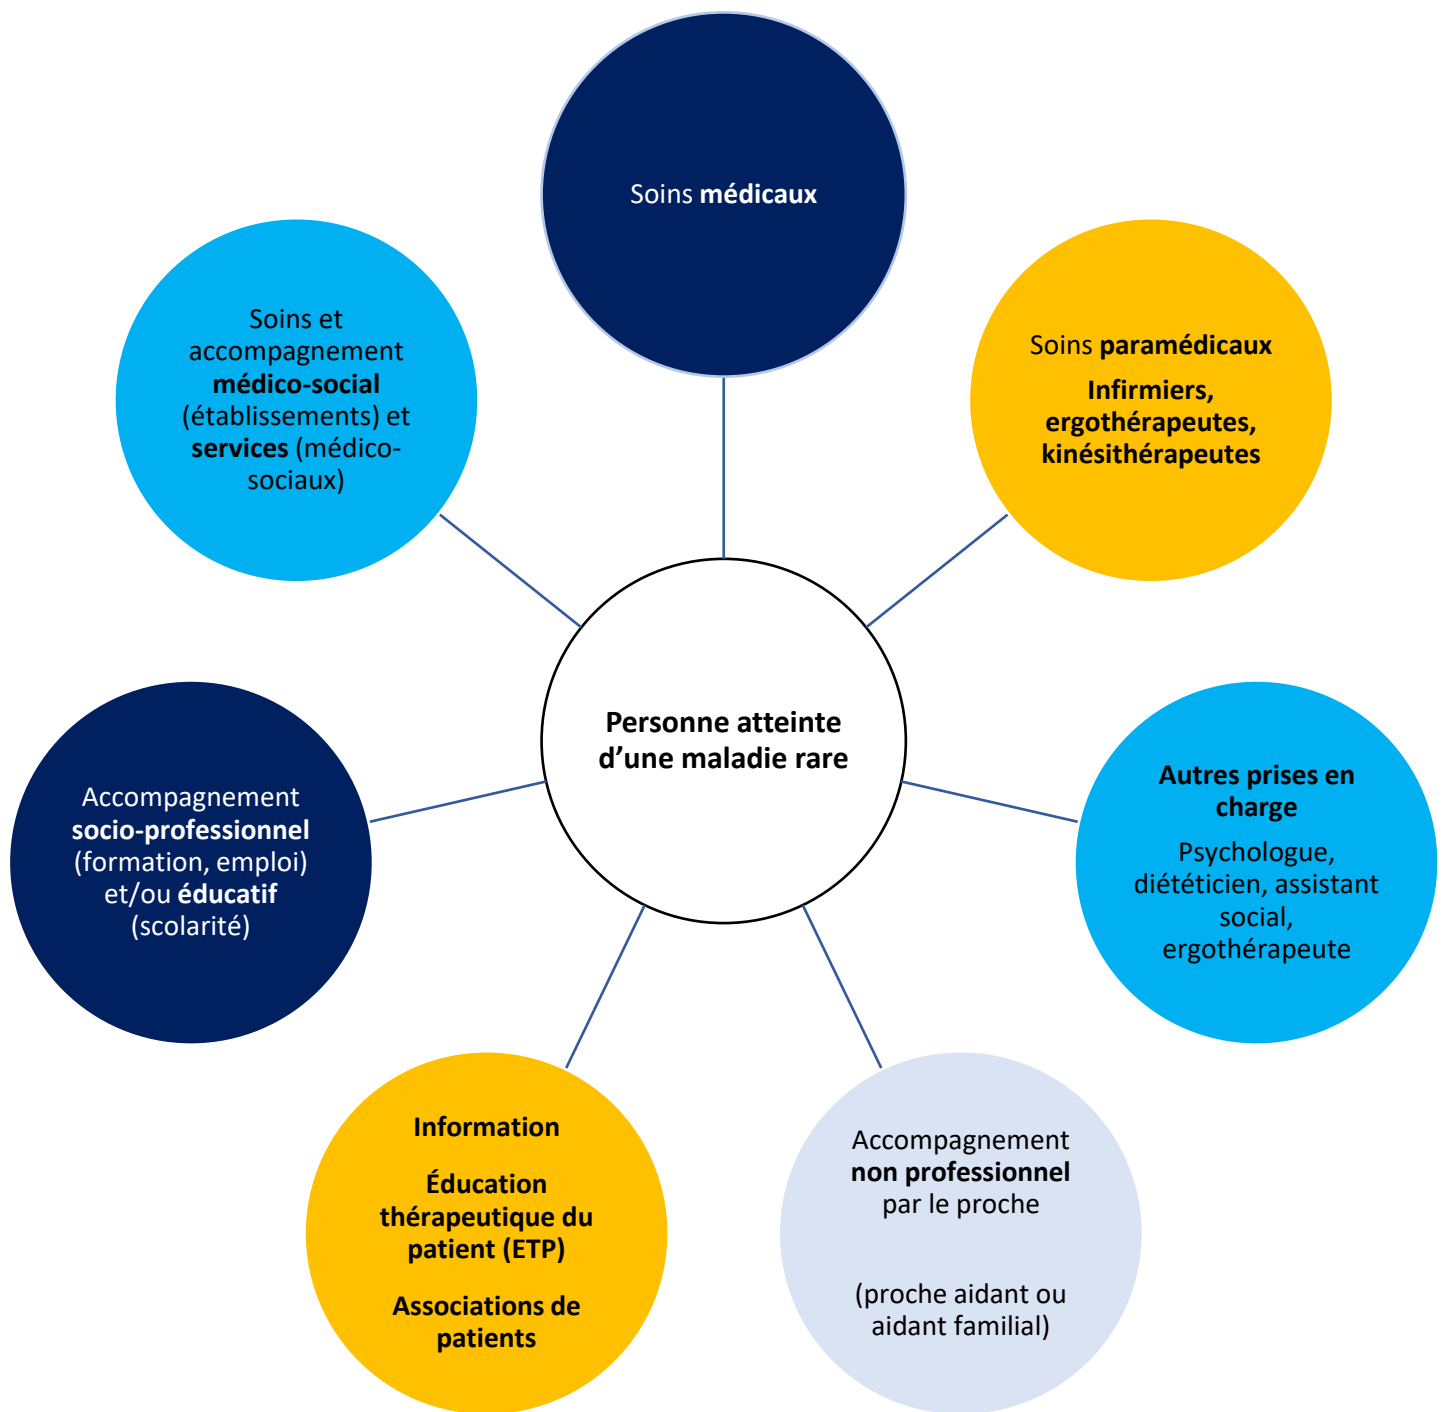 Soins médicaux
Soins et
accompagnement
médico-social
(établissements) et
services (médico-
sociaux)
Soins paramédicaux
Infirmiers,
ergothérapeutes,
kinésithérapeutes
Personne atteinte
d’une maladie rare
Accompagnement
socio-professionnel
(formation, emploi)
et/ou éducatif
(scolarité)
Autres prises en
charge
Psychologue,
diététicien, assistant
social,
ergothérapeute
Information
Éducation
thérapeutique du
patient (ETP)
Associations de
patients
Accompagnement
non professionnel
par le proche
(proche aidant ou
aidant familial)